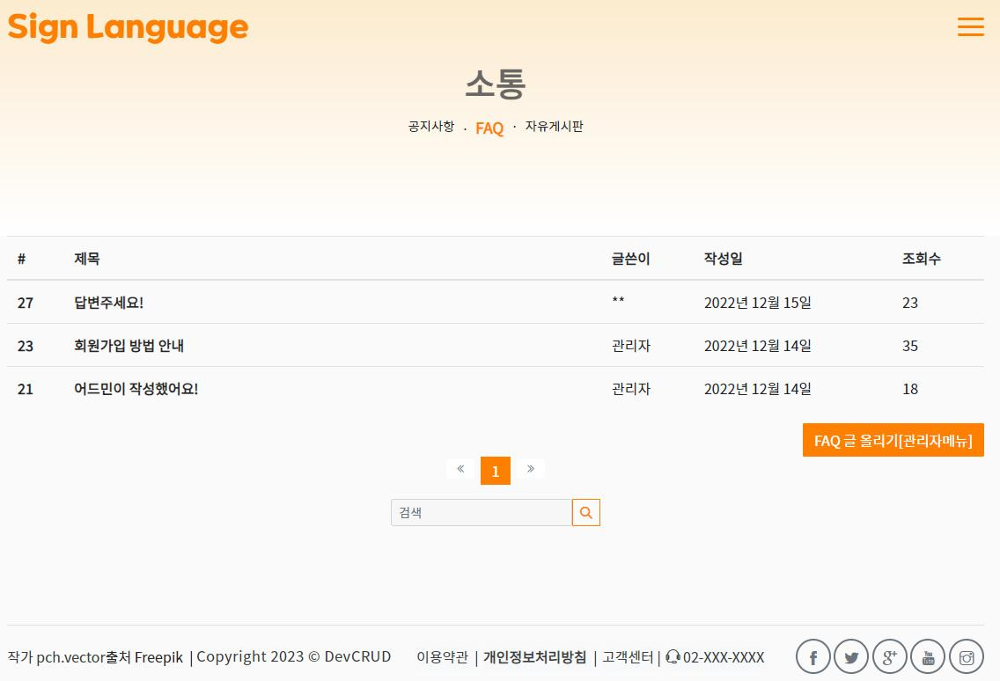 Sign Language
소통
공지사항 . FAQ · 자유게시판
# 제목 글쓴이 작성일 조회수
27 답변주세요! ** 2022년 12월 15일 23
23 회원가입 방법 안내 관리자 2022년 12월 14일 35
21 어드민이 작성했어요! 관리자 2022년 12월 14일 18
FAQ 글 올리기[관리자메뉴]
« 1 »
검색
작가 pch.vector출처 Freepik | Copyright 2023 © DevCRUD 이용약관 | 개인정보처리방침 | 고객센터 | 02-XXX-XXXX